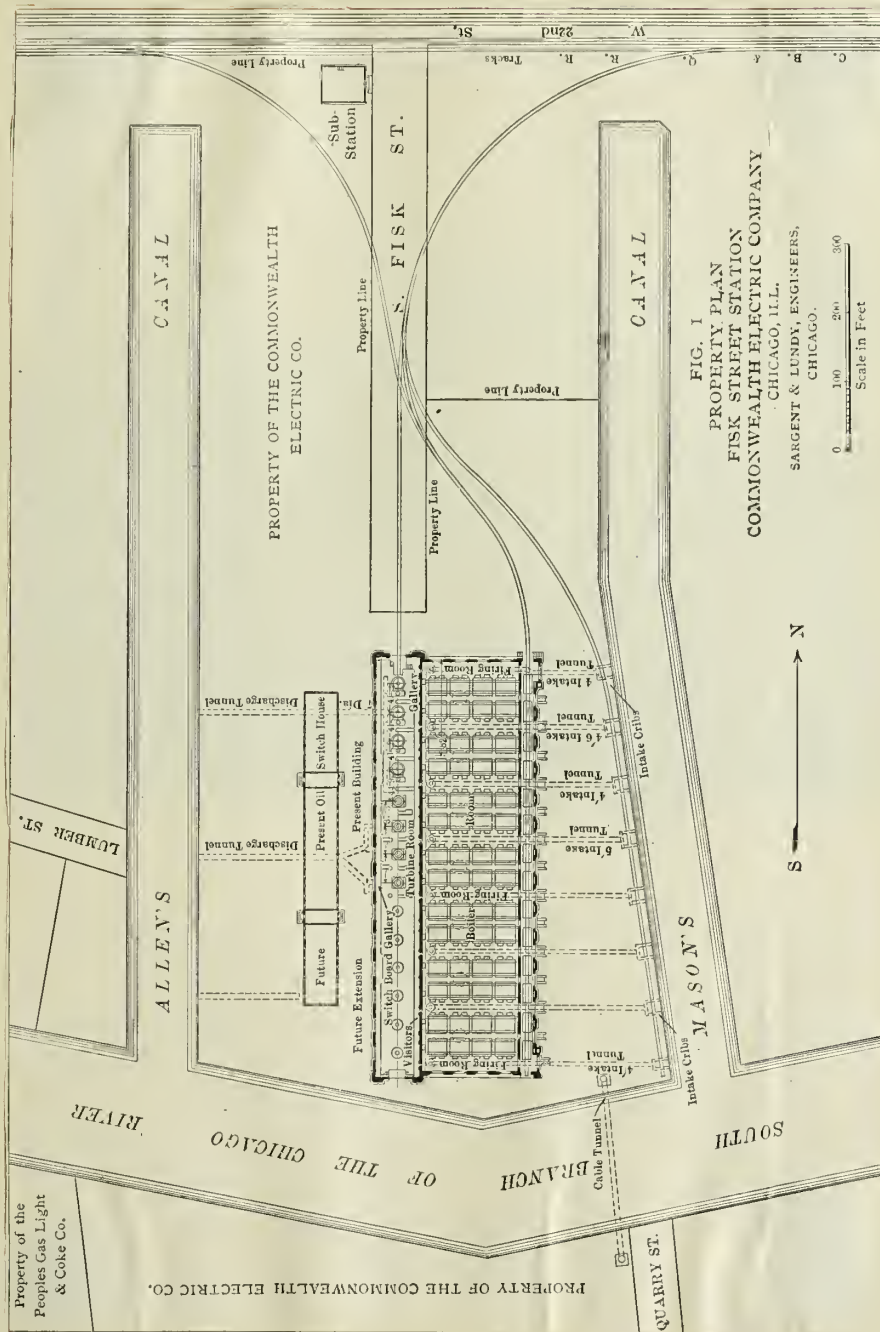 FIG. 1
PROPERTY PLAN
FISK STREET STATION
COMMONWEALTH ELECTRIC COMPANY
CHICAGO, ILL.
SARGENT & LUNDY, ENGINEERS,
CHICAGO.
0 100 200 300
Scale in Feet
S N
W. 22nd St.
C. B. & Q. R. R. Tracks
Property Line
Sub-
Station
S. FISK ST.
Property Line
Property Line
Property Line
PROPERTY OF THE COMMONWEALTH
ELECTRIC CO.
ALLEN'S CANAL
MASON'S CANAL
LUMBER ST.
Discharge Tunnel
Discharge Tunnel
Dis.
Future
Present Oil Switch House
Future Extension
Present Building
Switch Board Gallery
Turbine Room
Gallery
Visitors
Firing Room
Firing Room
Firing Room
Boiler Room
4' Intake Tunnel
4'6 Intake Tunnel
4' Intake Tunnel
5' Intake Tunnel
4' Intake Tunnel
Intake Cribs
Intake Cribs
Cable Tunnel
SOUTH BRANCH OF THE CHICAGO RIVER
QUARRY ST.
PROPERTY OF THE COMMONWEALTH ELECTRIC CO.
Property of the
Peoples Gas Light
& Coke Co.